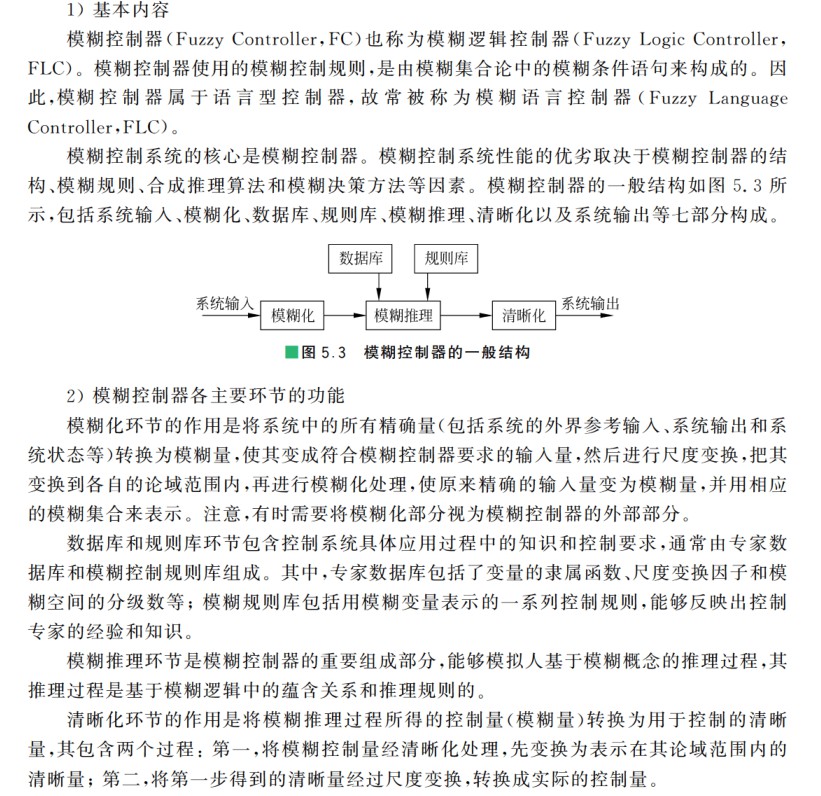 1) 基本内容
模糊控制器(Fuzzy Controller,FC)也称为模糊逻辑控制器(Fuzzy Logic Controller,
FLC)。模糊控制器使用的模糊控制规则,是由模糊集合论中的模糊条件语句来构成的。因
此,模糊控制器属于语言型控制器,故常被称为模糊语言控制器(Fuzzy Language
Controller,FLC)。
模糊控制系统的核心是模糊控制器。模糊控制系统性能的优劣取决于模糊控制器的结
构、模糊规则、合成推理算法和模糊决策方法等因素。模糊控制器的一般结构如图 5.3 所
示,包括系统输入、模糊化、数据库、规则库、模糊推理、清晰化以及系统输出等七部分构成。
数据库 规则库
系统输入 模糊化 模糊推理 清晰化 系统输出
图 5.3 模糊控制器的一般结构
2) 模糊控制器各主要环节的功能
模糊化环节的作用是将系统中的所有精确量(包括系统的外界参考输入、系统输出和系
统状态等)转换为模糊量,使其变成符合模糊控制器要求的输入量,然后进行尺度变换,把其
变换到各自的论域范围内,再进行模糊化处理,使原来精确的输入量变为模糊量,并用相应
的模糊集合来表示。注意,有时需要将模糊化部分视为模糊控制器的外部部分。
数据库和规则库环节包含控制系统具体应用过程中的知识和控制要求,通常由专家数
据库和模糊控制规则库组成。其中,专家数据库包括了变量的隶属函数、尺度变换因子和模
糊空间的分级数等;模糊规则库包括用模糊变量表示的一系列控制规则,能够反映出控制
专家的经验和知识。
模糊推理环节是模糊控制器的重要组成部分,能够模拟人基于模糊概念的推理过程,其
推理过程是基于模糊逻辑中的蕴含关系和推理规则的。
清晰化环节的作用是将模糊推理过程所得的控制量(模糊量)转换为用于控制的清晰
量,其包含两个过程:第一,将模糊控制量经清晰化处理,先变换为表示在其论域范围内的
清晰量;第二,将第一步得到的清晰量经过尺度变换,转换成实际的控制量。